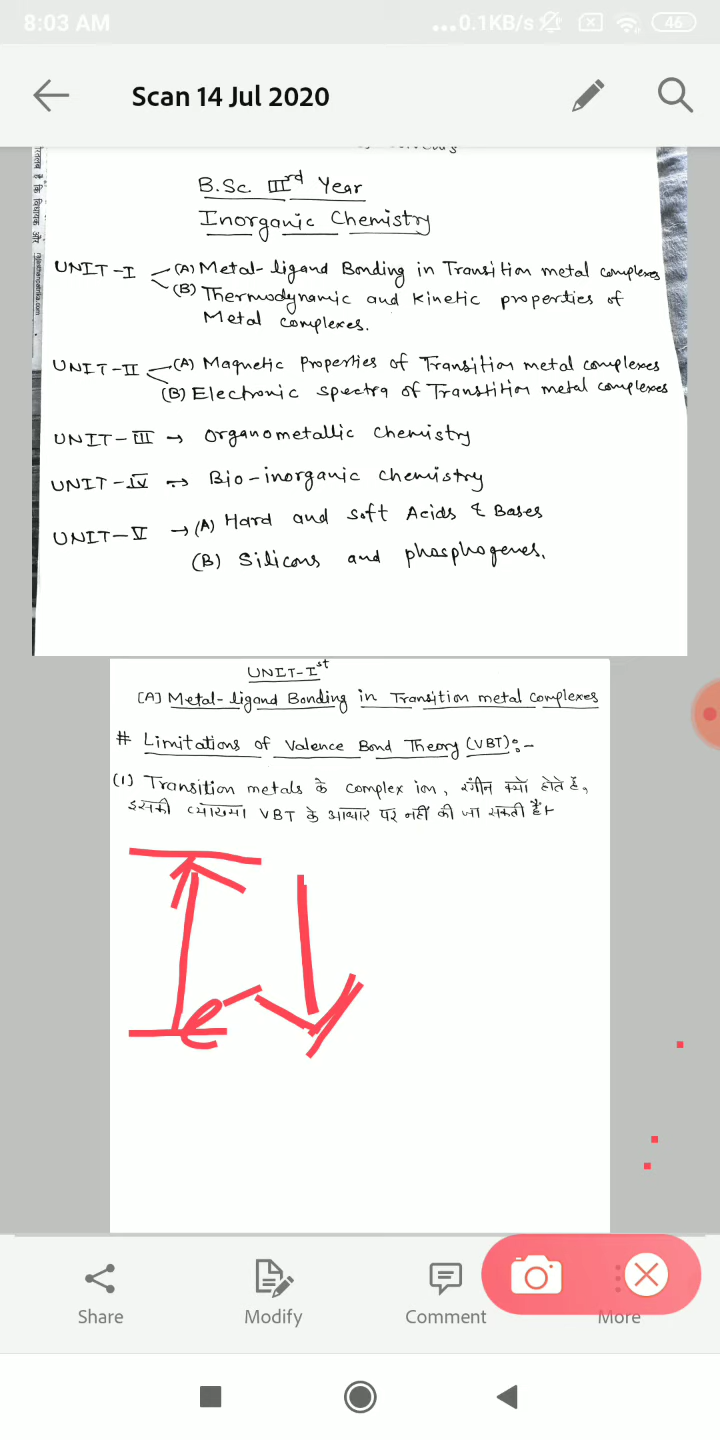 8:03 AM
...0.1KB/s
46
Scan 14 Jul 2020
B.Sc. IIIrd Year
Inorganic Chemistry
UNIT-I (A) Metal-ligand Bonding in Transition metal complexes
(B) Thermodynamic and kinetic properties of
Metal complexes.
UNIT-II (A) Magnetic Properties of Transition metal complexes
(B) Electronic spectra of Transition metal complexes
UNIT-III → Organometallic chemistry
UNIT-IV → Bio-inorganic chemistry
UNIT-V → (A) Hard and soft Acids & Bases
(B) Silicons and phosphogenes.
UNIT-Ist
[A] Metal-ligand Bonding in Transition metal complexes
# Limitations of Valence Bond Theory (VBT):-
(1) Transition metals के complex ion, रंगीन क्यों होते हैं,
इसकी व्याख्या VBT के आधार पर नहीं की जा सकती है।
e-
Share Modify Comment More